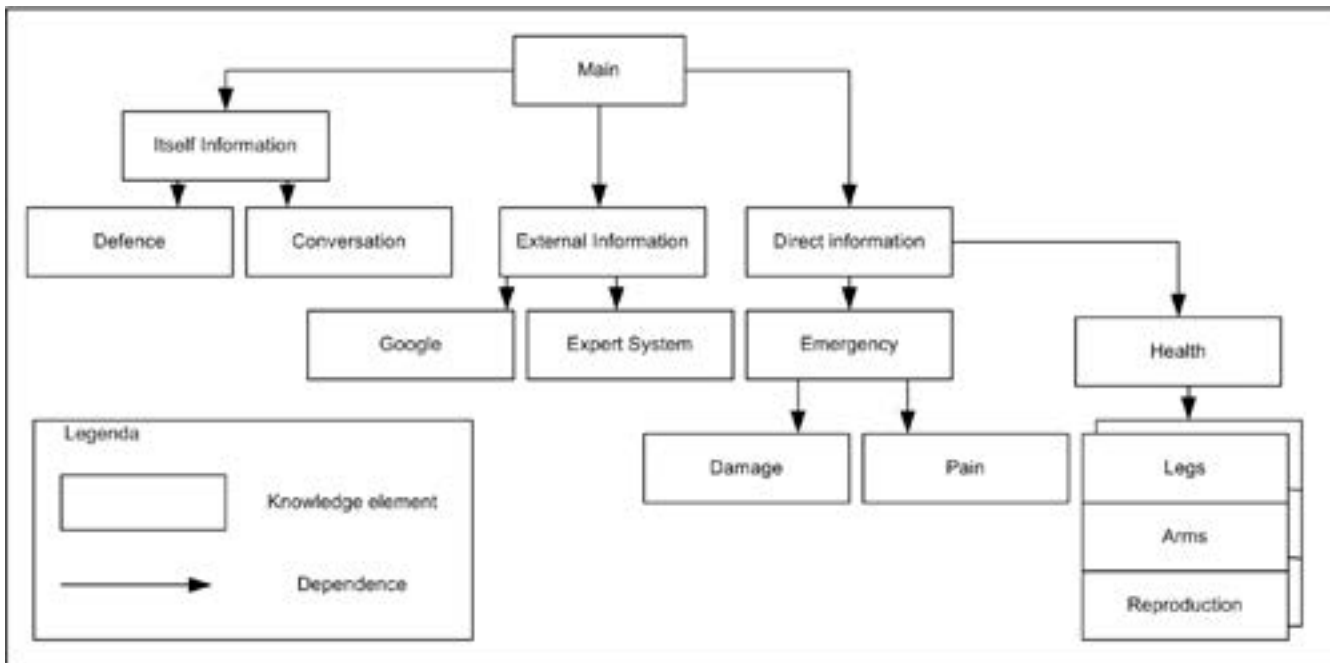 Main
Itself Information
Defence
Conversation
External Information
Direct information
Google
Expert System
Emergency
Health
Damage
Pain
Legs
Arms
Reproduction
Legenda
Knowledge element
Dependence